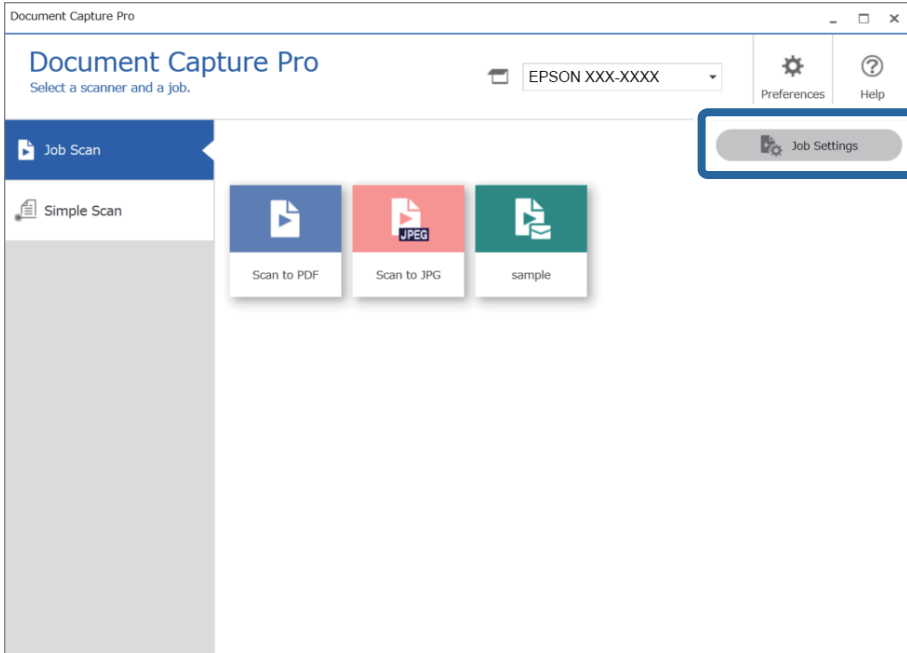 Document Capture Pro
Document Capture Pro
Select a scanner and a job.
EPSON XXX-XXXX
Preferences
Help
Job Scan
Job Settings
Simple Scan
JPEG
Scan to PDF
Scan to JPG
sample